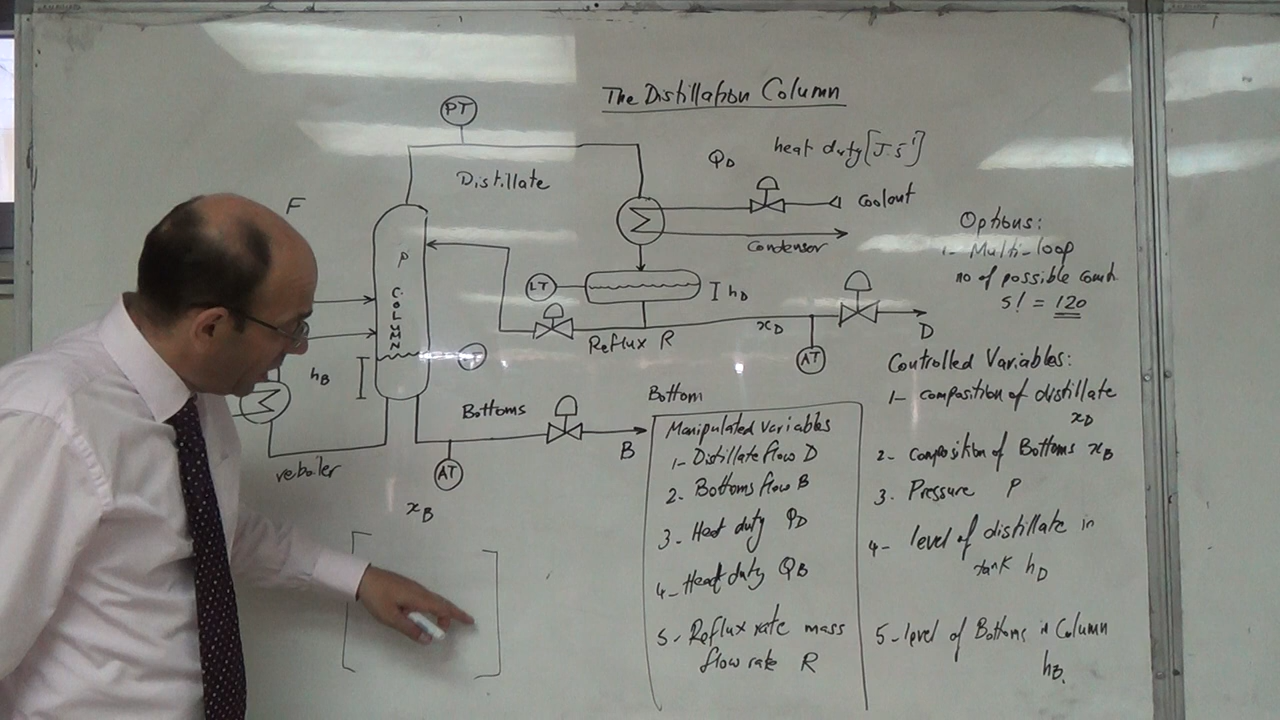 The Distillation Column
PT
Distillate
QD
heat duty [J.s⁻¹]
Coolant
Condensor
F
P
COLUMN
LT
hD
Reflux R
xD
AT
D
hB
reboiler
Bottoms
B
AT
xB
Options:
1- Multi-loop
no of possible comb
5! = 120
Bottom
Manipulated Variables
1- Distillate flow D
2- Bottoms flow B
3- Heat duty QD
4- Heat duty QB
5- Reflux rate mass
flow rate R
Controlled Variables:
1- composition of distillate
xD
2- composition of Bottoms xB
3. Pressure P
4- level of distillate in
tank hD
5-level of Bottoms in Column
hB.